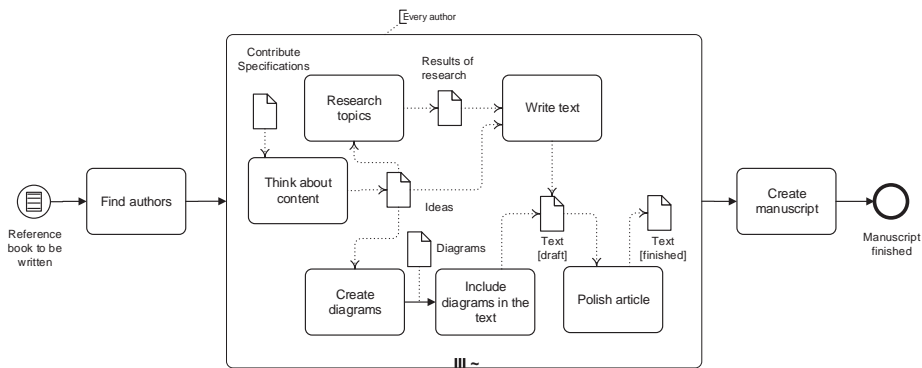 Every author
Contribute
Specifications
Results of
research
Research
topics
Write text
Think about
content
Find authors
Create
manuscript
Ideas
Reference
book to be
written
Diagrams
Text
[draft]
Text
[finished]
Manuscript
finished
Create
diagrams
Include
diagrams in the
text
Polish article
III ~